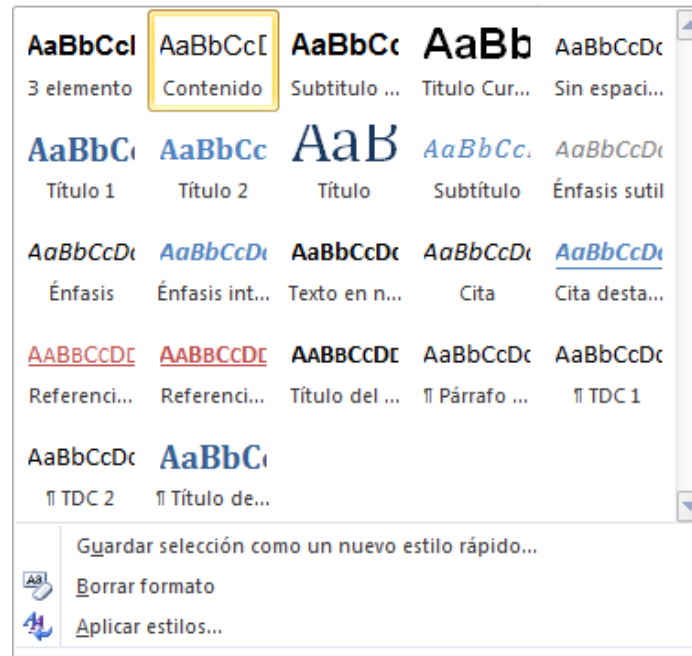 AaBbCcI AaBbCcD AaBbCc AaBb AaBbCcDc
3 elemento Contenido Subtitulo ... Titulo Cur... Sin espaci...
AaBbC AaBbCc AaB AaBbCc. AaBbCcDc
Título 1 Título 2 Título Subtítulo Énfasis sutil
AaBbCcDc AaBbCcDc AaBbCcDc AaBbCcDc AaBbCcDc
Énfasis Énfasis int... Texto en n... Cita Cita desta...
AABBCCDD AABBCCDD AABBCCDD AaBbCcDc AaBbCcDc
Referenci... Referenci... Título del ... ¶ Párrafo ... ¶ TDC 1
AaBbCcDc AaBbC
¶ TDC 2 ¶ Título de...
Guardar selección como un nuevo estilo rápido...
Borrar formato
Aplicar estilos...